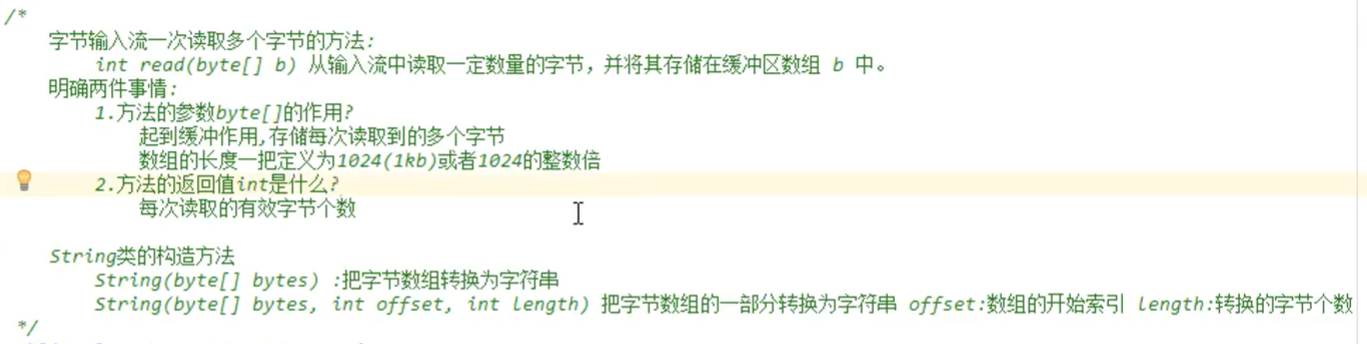 /*
字节输入流一次读取多个字节的方法:
int read(byte[] b) 从输入流中读取一定数量的字节，并将其存储在缓冲区数组 b 中。
明确两件事情:
1.方法的参数byte[]的作用?
起到缓冲作用,存储每次读取到的多个字节
数组的长度一把定义为1024(1kb)或者1024的整数倍
2.方法的返回值int是什么?
每次读取的有效字节个数
String类的构造方法
String(byte[] bytes) :把字节数组转换为字符串
String(byte[] bytes, int offset, int length) 把字节数组的一部分转换为字符串 offset:数组的开始索引 length:转换的字节个数
*/